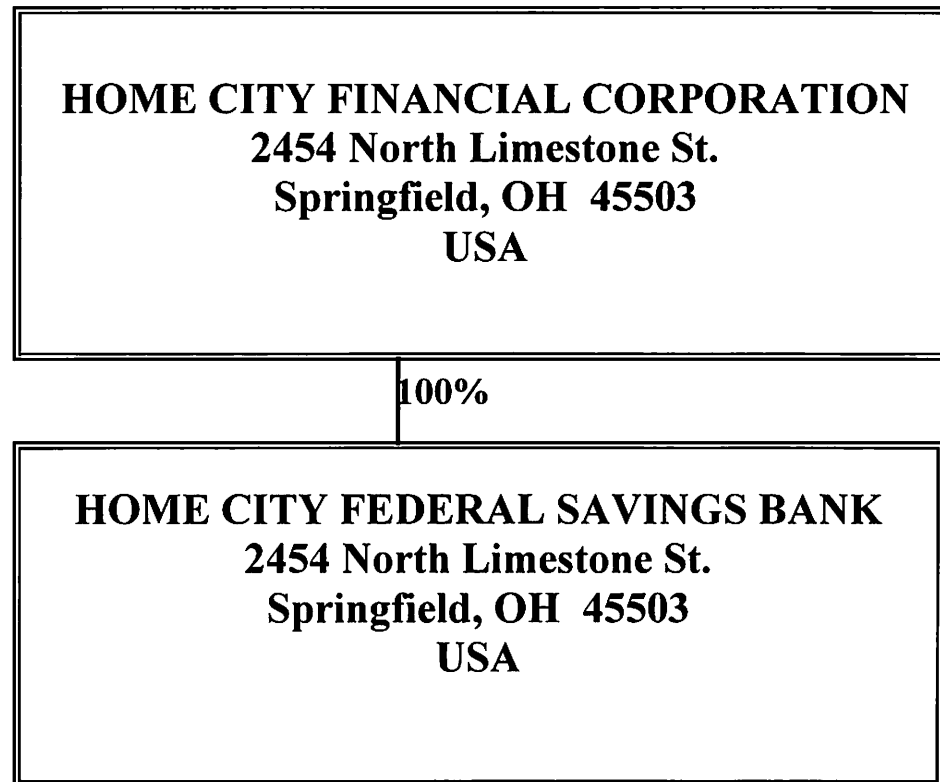 HOME CITY FINANCIAL CORPORATION
2454 North Limestone St.
Springfield, OH 45503
USA
100%
HOME CITY FEDERAL SAVINGS BANK
2454 North Limestone St.
Springfield, OH 45503
USA